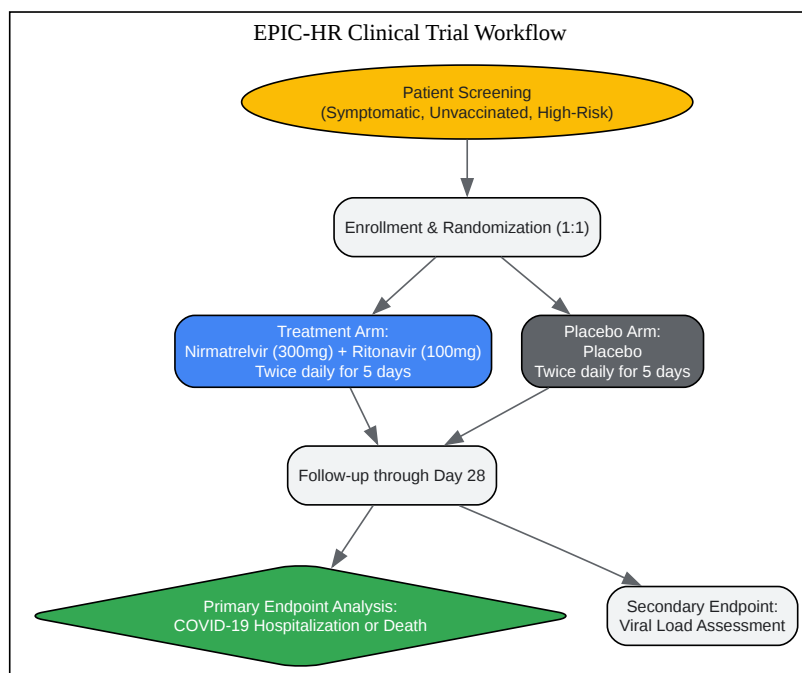 EPIC-HR Clinical Trial Workflow
Patient Screening
(Symptomatic, Unvaccinated, High-Risk)
Enrollment & Randomization (1:1)
Treatment Arm:
Nirmatrelvir (300mg) + Ritonavir (100mg)
Twice daily for 5 days
Placebo Arm:
Placebo
Twice daily for 5 days
Follow-up through Day 28
Primary Endpoint Analysis:
COVID-19 Hospitalization or Death
Secondary Endpoint:
Viral Load Assessment